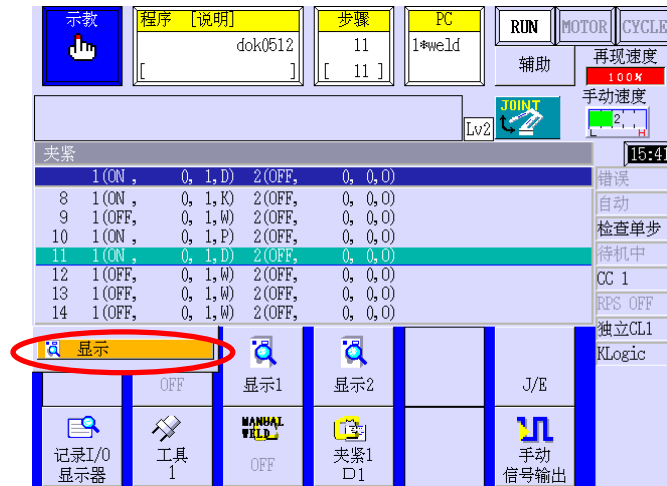 示教
程序 [说明]
步骤
PC
RUN
MOTOR
CYCLE
dok0512
11
1*weld
[ ]
[ 11 ]
辅助
再现速度
100%
手动速度
2
L H
Lv2
JOINT
夹紧
15:41
1(ON , 0, 1,D) 2(OFF, 0, 0,O)
8 1(ON , 0, 1,K) 2(OFF, 0, 0,O)
9 1(OFF, 0, 1,W) 2(OFF, 0, 0,O)
10 1(ON , 0, 1,P) 2(OFF, 0, 0,O)
11 1(ON , 0, 1,D) 2(OFF, 0, 0,O)
12 1(OFF, 0, 1,W) 2(OFF, 0, 0,O)
13 1(OFF, 0, 1,W) 2(OFF, 0, 0,O)
14 1(OFF, 0, 1,W) 2(OFF, 0, 0,O)
错误
自动
检查单步
待机中
CC 1
RPS OFF
独立CL1
KLogic
显示
OFF
显示1
显示2
J/E
记录I/O
显示器
工具
1
MANUAL
WELD
OFF
夹紧1
D1
手动
信号输出